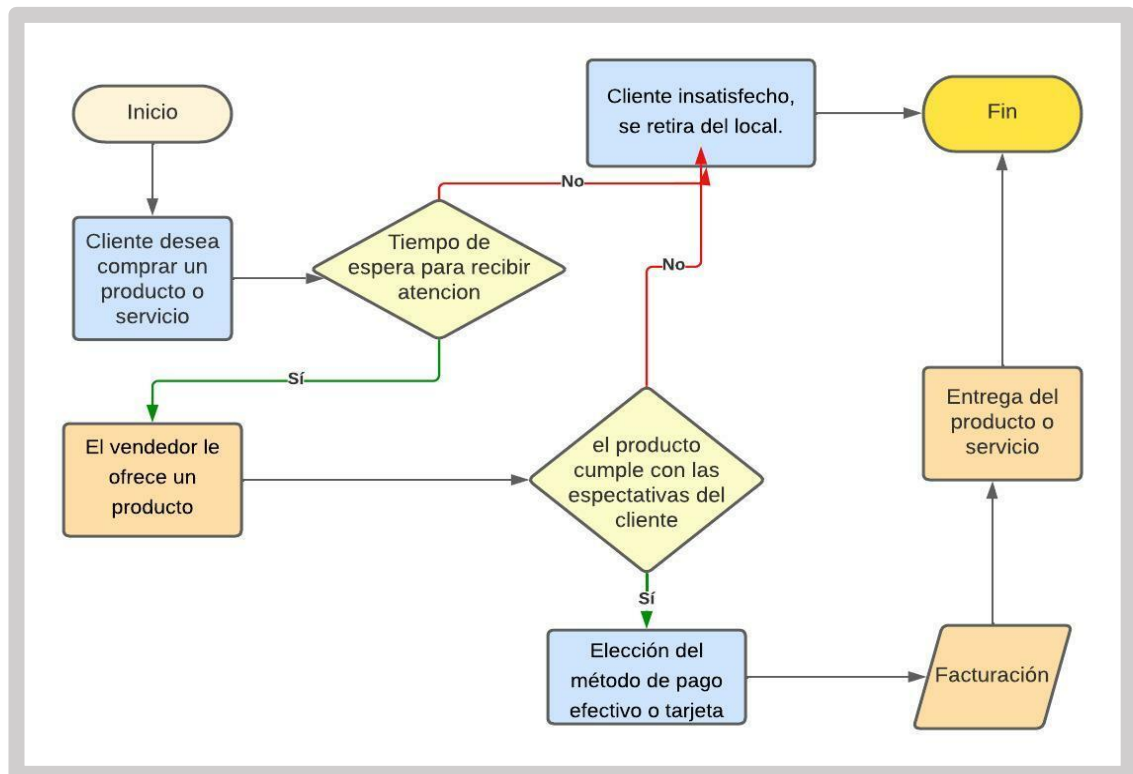 Inicio
Cliente insatisfecho,
se retira del local.
Fin
No
Cliente desea
comprar un
producto o
servicio
Tiempo de
espera para recibir
atencion
No
Sí
El vendedor le
ofrece un
producto
el producto
cumple con las
espectativas del
cliente
Entrega del
producto o
servicio
Sí
Elección del
método de pago
efectivo o tarjeta
Facturación